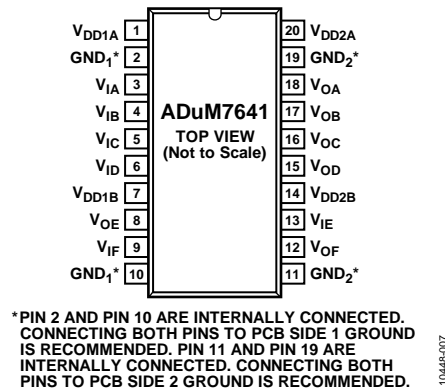 VDD1A 1 20 VDD2A
GND1* 2 19 GND2*
VIA 3 18 VOA
VIB 4 ADuM7641 17 VOB
VIC 5 TOP VIEW 16 VOC
(Not to Scale)
VID 6 15 VOD
VDD1B 7 14 VDD2B
VOE 8 13 VIE
VIF 9 12 VOF
GND1* 10 11 GND2*
*PIN 2 AND PIN 10 ARE INTERNALLY CONNECTED.
CONNECTING BOTH PINS TO PCB SIDE 1 GROUND
IS RECOMMENDED. PIN 11 AND PIN 19 ARE
INTERNALLY CONNECTED. CONNECTING BOTH
PINS TO PCB SIDE 2 GROUND IS RECOMMENDED.
10448-007